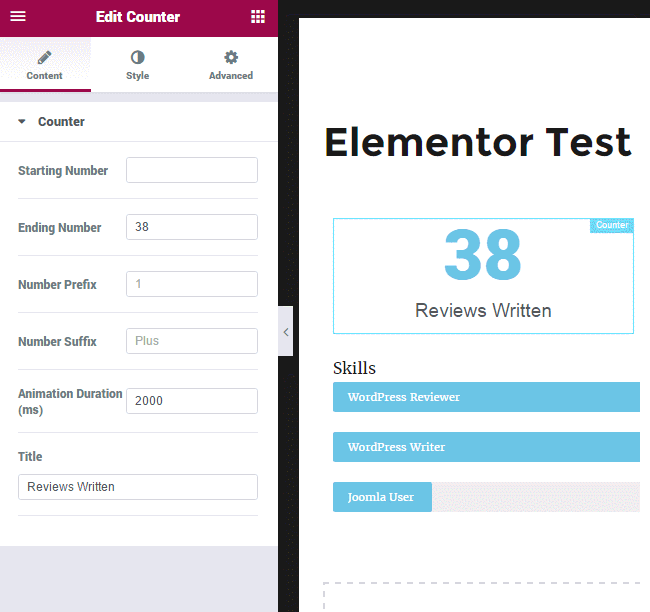 Edit Counter
Content Style Advanced
Counter
Starting Number
Ending Number 38
Number Prefix 1
Number Suffix Plus
Animation Duration (ms) 2000
Title
Reviews Written
Elementor Test
Counter
38
Reviews Written
Skills
WordPress Reviewer
WordPress Writer
Joomla User